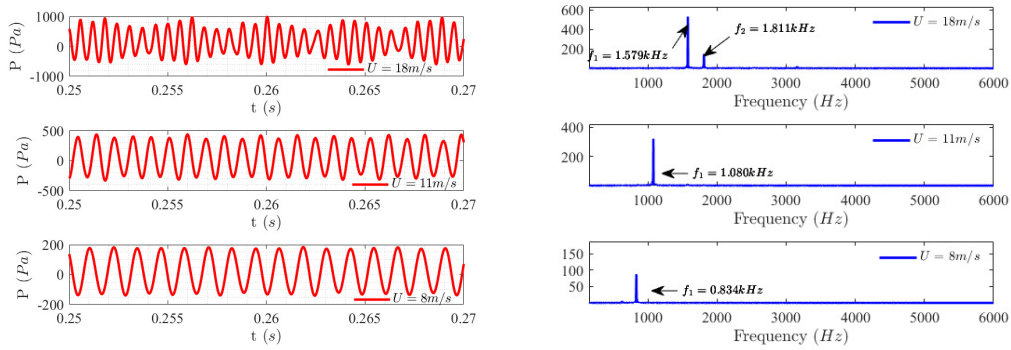 P (Pa)
1000
0
-1000
0.25
0.255
0.26
0.265
0.27
t (s)
U = 18m/s
600
400
200
1000
2000
3000
4000
5000
6000
Frequency (Hz)
f1 = 1.579kHz
f2 = 1.811kHz
U = 18m/s
P (Pa)
500
0
-500
0.25
0.255
0.26
0.265
0.27
t (s)
U = 11m/s
400
200
1000
2000
3000
4000
5000
6000
Frequency (Hz)
f1 = 1.080kHz
U = 11m/s
P (Pa)
200
0
-200
0.25
0.255
0.26
0.265
0.27
t (s)
U = 8m/s
150
100
50
1000
2000
3000
4000
5000
6000
Frequency (Hz)
f1 = 0.834kHz
U = 8m/s